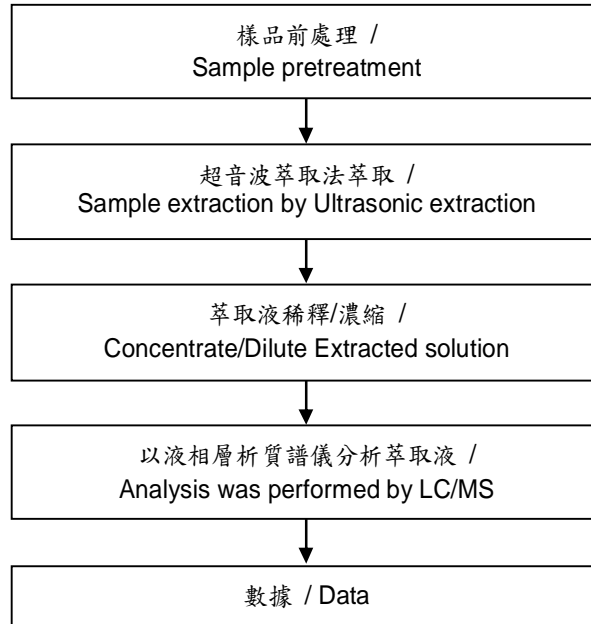 樣品前處理 /
Sample pretreatment
超音波萃取法萃取 /
Sample extraction by Ultrasonic extraction
萃取液稀釋/濃縮 /
Concentrate/Dilute Extracted solution
以液相層析質譜儀分析萃取液 /
Analysis was performed by LC/MS
數據 / Data